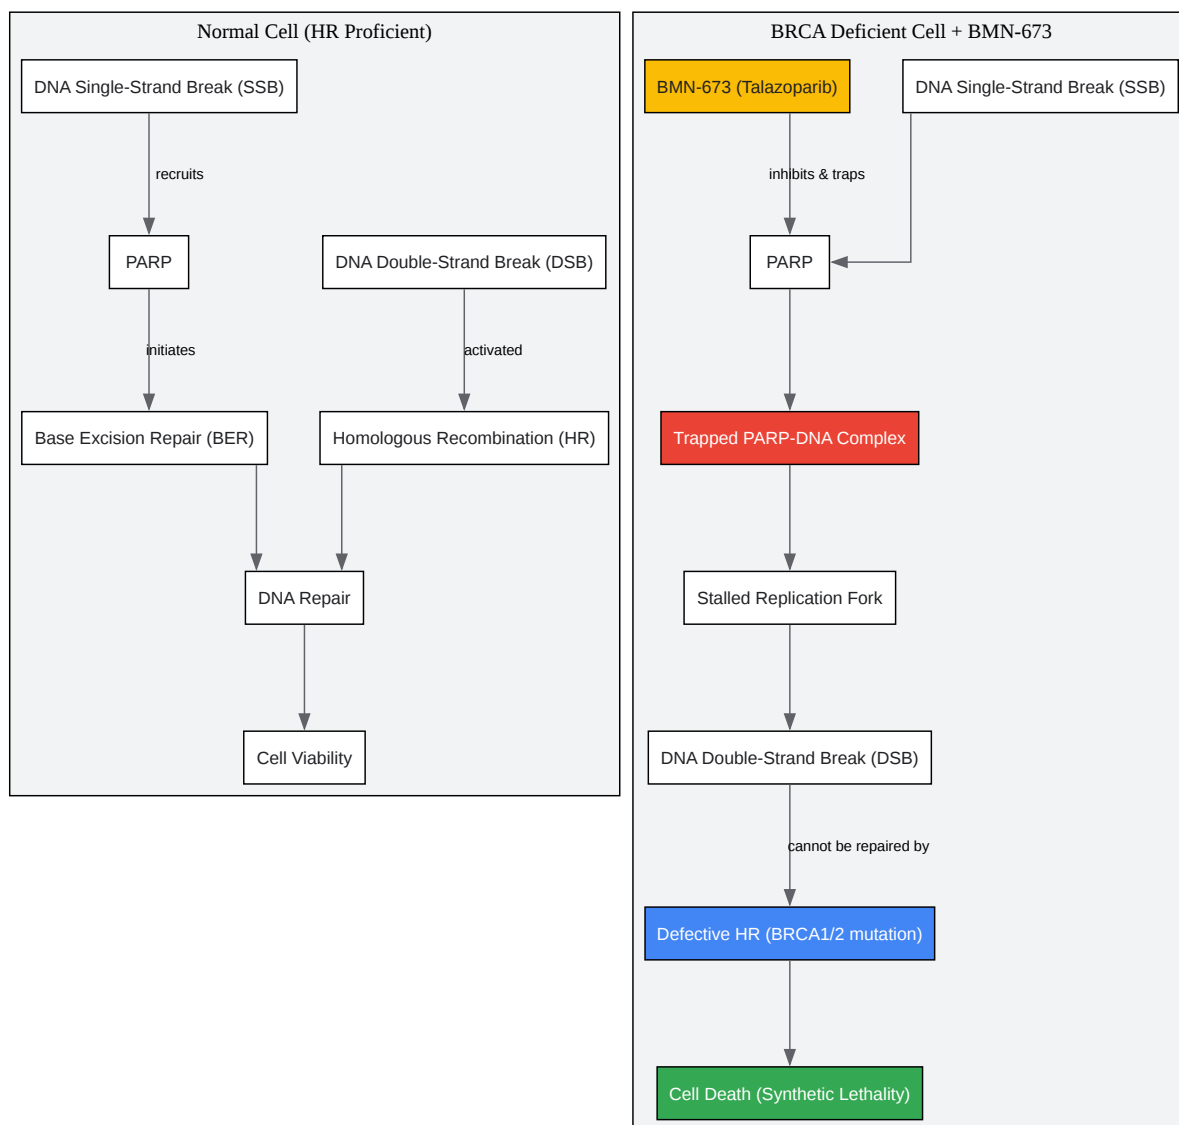 Normal Cell (HR Proficient)
DNA Single-Strand Break (SSB)
recruits
PARP
DNA Double-Strand Break (DSB)
initiates
activated
Base Excision Repair (BER)
Homologous Recombination (HR)
DNA Repair
Cell Viability
BRCA Deficient Cell + BMN-673
BMN-673 (Talazoparib)
DNA Single-Strand Break (SSB)
inhibits & traps
PARP
Trapped PARP-DNA Complex
Stalled Replication Fork
DNA Double-Strand Break (DSB)
cannot be repaired by
Defective HR (BRCA1/2 mutation)
Cell Death (Synthetic Lethality)